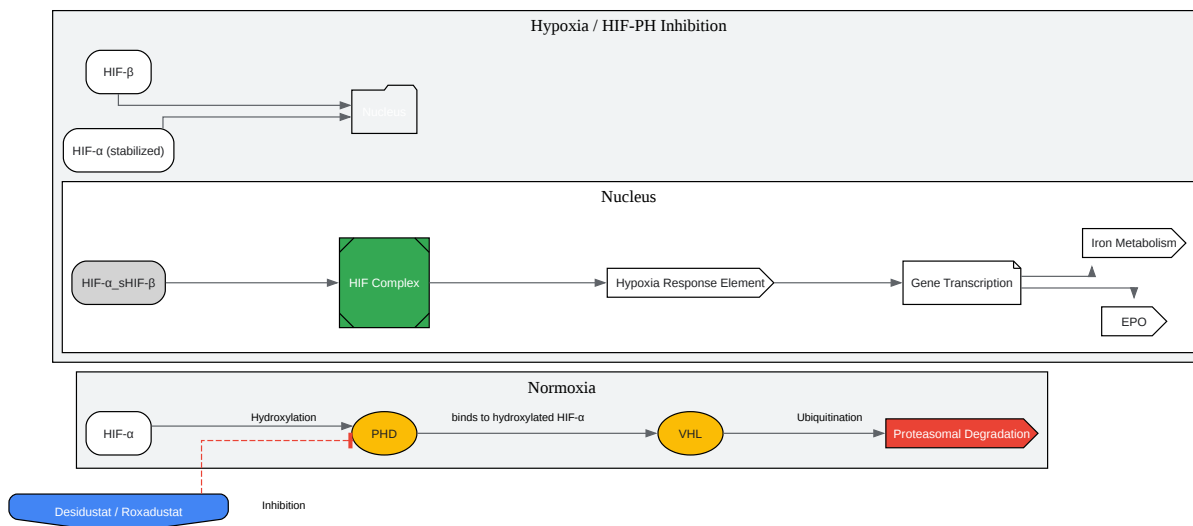 Hypoxia / HIF-PH Inhibition
HIF-β
Nucleus
HIF-α (stabilized)
Nucleus
Iron Metabolism
HIF-α_sHIF-β
HIF Complex
Hypoxia Response Element
Gene Transcription
EPO
Normoxia
HIF-α
Hydroxylation
PHD
binds to hydroxylated HIF-α
VHL
Ubiquitination
Proteasomal Degradation
Desidustat / Roxadustat
Inhibition